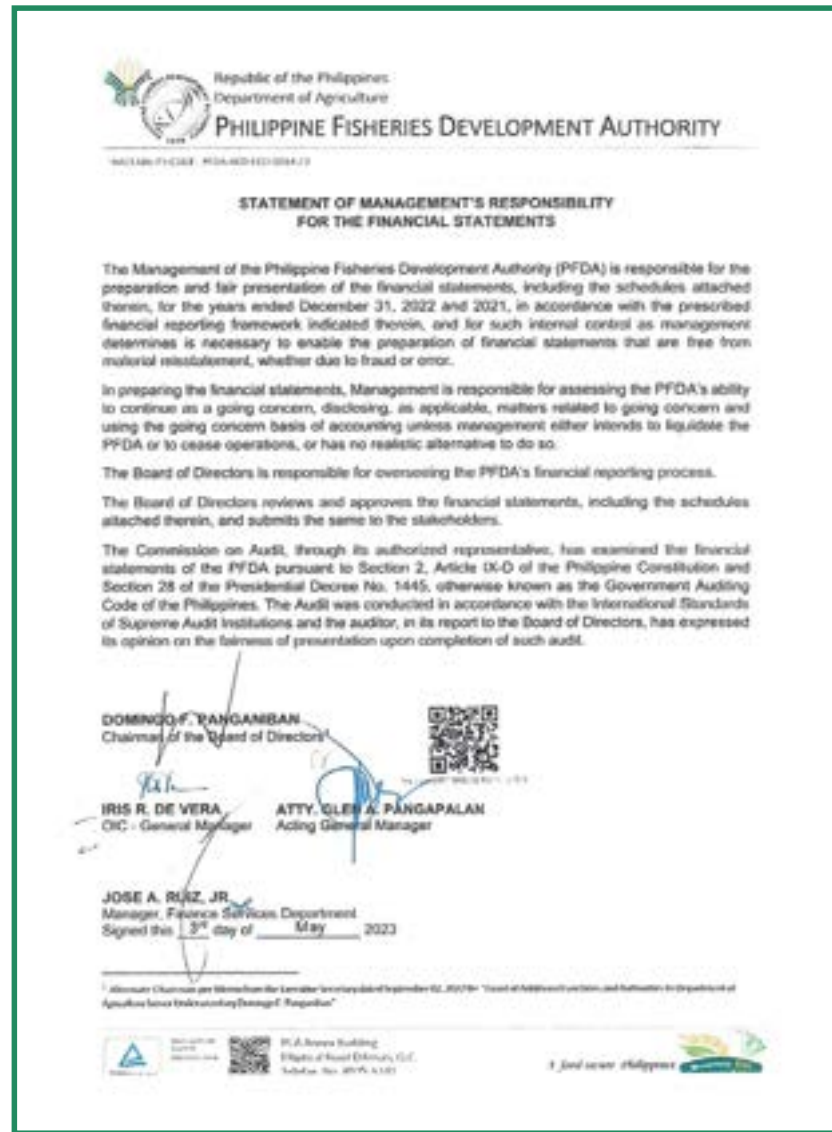 Republic of the Philippines
Department of Agriculture
PHILIPPINE FISHERIES DEVELOPMENT AUTHORITY
STATEMENT OF MANAGEMENT'S RESPONSIBILITY
FOR THE FINANCIAL STATEMENTS
The Management of the Philippine Fisheries Development Authority (PFDA) is responsible for the
preparation and fair presentation of the financial statements, including the schedules attached
therein, for the years ended December 31, 2022 and 2021, in accordance with the prescribed
financial reporting framework indicated therein, and for such internal control as management
determines is necessary to enable the preparation of financial statements that are free from
material misstatement, whether due to fraud or error.
In preparing the financial statements, Management is responsible for assessing the PFDA's ability
to continue as a going concern, disclosing, as applicable, matters related to going concern and
using the going concern basis of accounting unless management either intends to liquidate the
PFDA or to cease operations, or has no realistic alternative to do so.
The Board of Directors is responsible for overseeing the PFDA's financial reporting process.
The Board of Directors reviews and approves the financial statements, including the schedules
attached therein, and submits the same to the stakeholders.
The Commission on Audit, through its authorized representative, has examined the financial
statements of the PFDA pursuant to Section 2, Article IX-D of the Philippine Constitution and
Section 28 of the Presidential Decree No. 1445, otherwise known as the Government Auditing
Code of the Philippines. The Audit was conducted in accordance with the International Standards
of Supreme Audit Institutions and the auditor, in its report to the Board of Directors, has expressed
its opinion on the fairness of presentation upon completion of such audit.
DOMINGO F. PANGANIBAN
Chairman of the Board of Directors
IRIS R. DE VERA ATTY. GLEN A. PANGAPALAN
OIC - General Manager Acting General Manager
JOSE A. RUIZ, JR.
Manager, Finance Services Department
Signed this 3rd day of May 2023
PCA Annex Building
A food secure Philippines